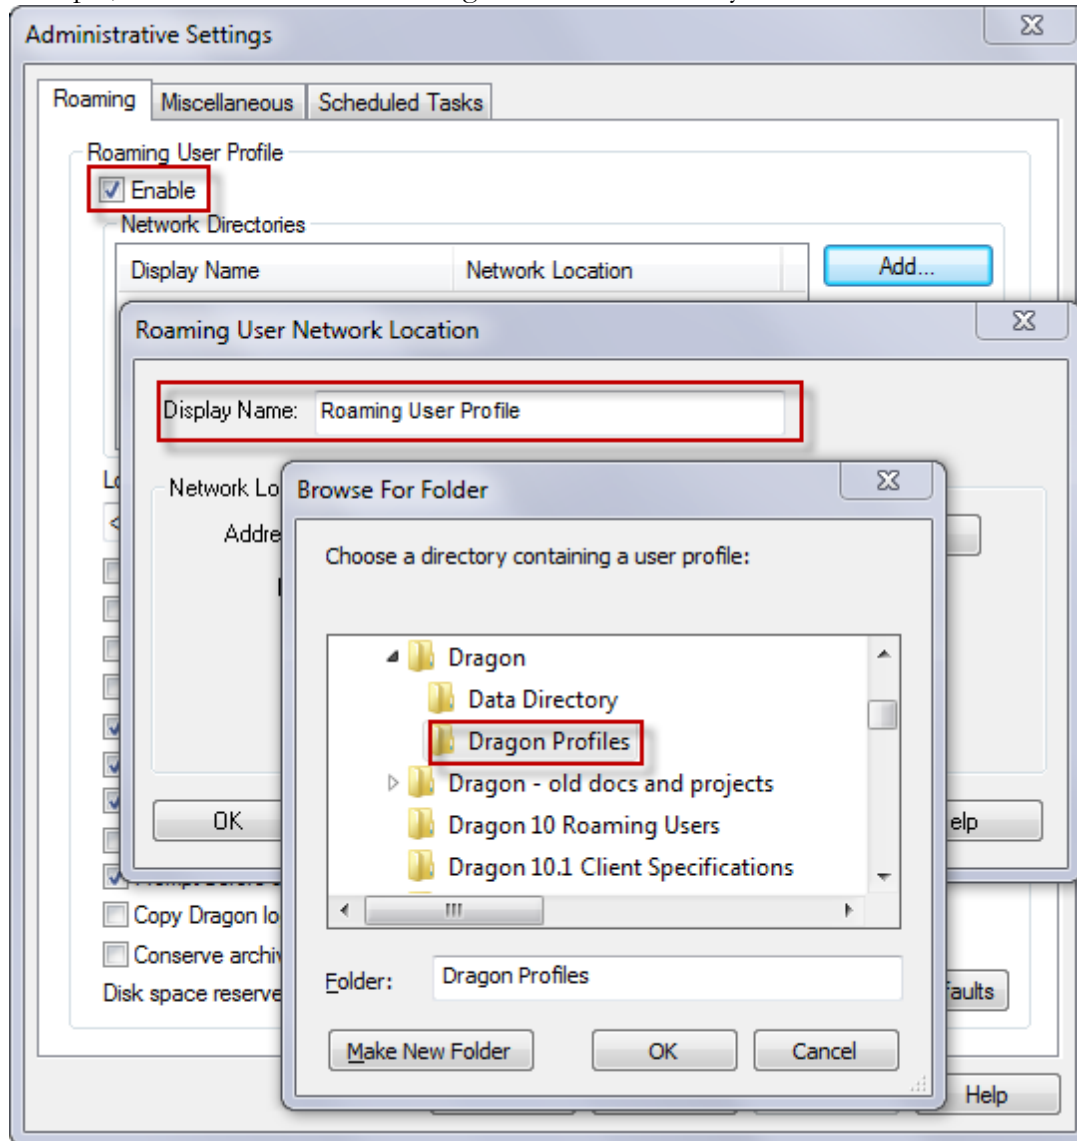 Administrative Settings
Roaming Miscellaneous Scheduled Tasks
Roaming User Profile
Enable
Network Directories
Display Name Network Location Add...
Roaming User Network Location
Display Name: Roaming User Profile
Network Lo
Addre
Browse For Folder
Choose a directory containing a user profile:
Dragon
Data Directory
Dragon Profiles
Dragon - old docs and projects
Dragon 10 Roaming Users
Dragon 10.1 Client Specifications
Folder: Dragon Profiles
Make New Folder OK Cancel
OK elp
Copy Dragon lo
Conserve archiv
Disk space reserve faults
Help